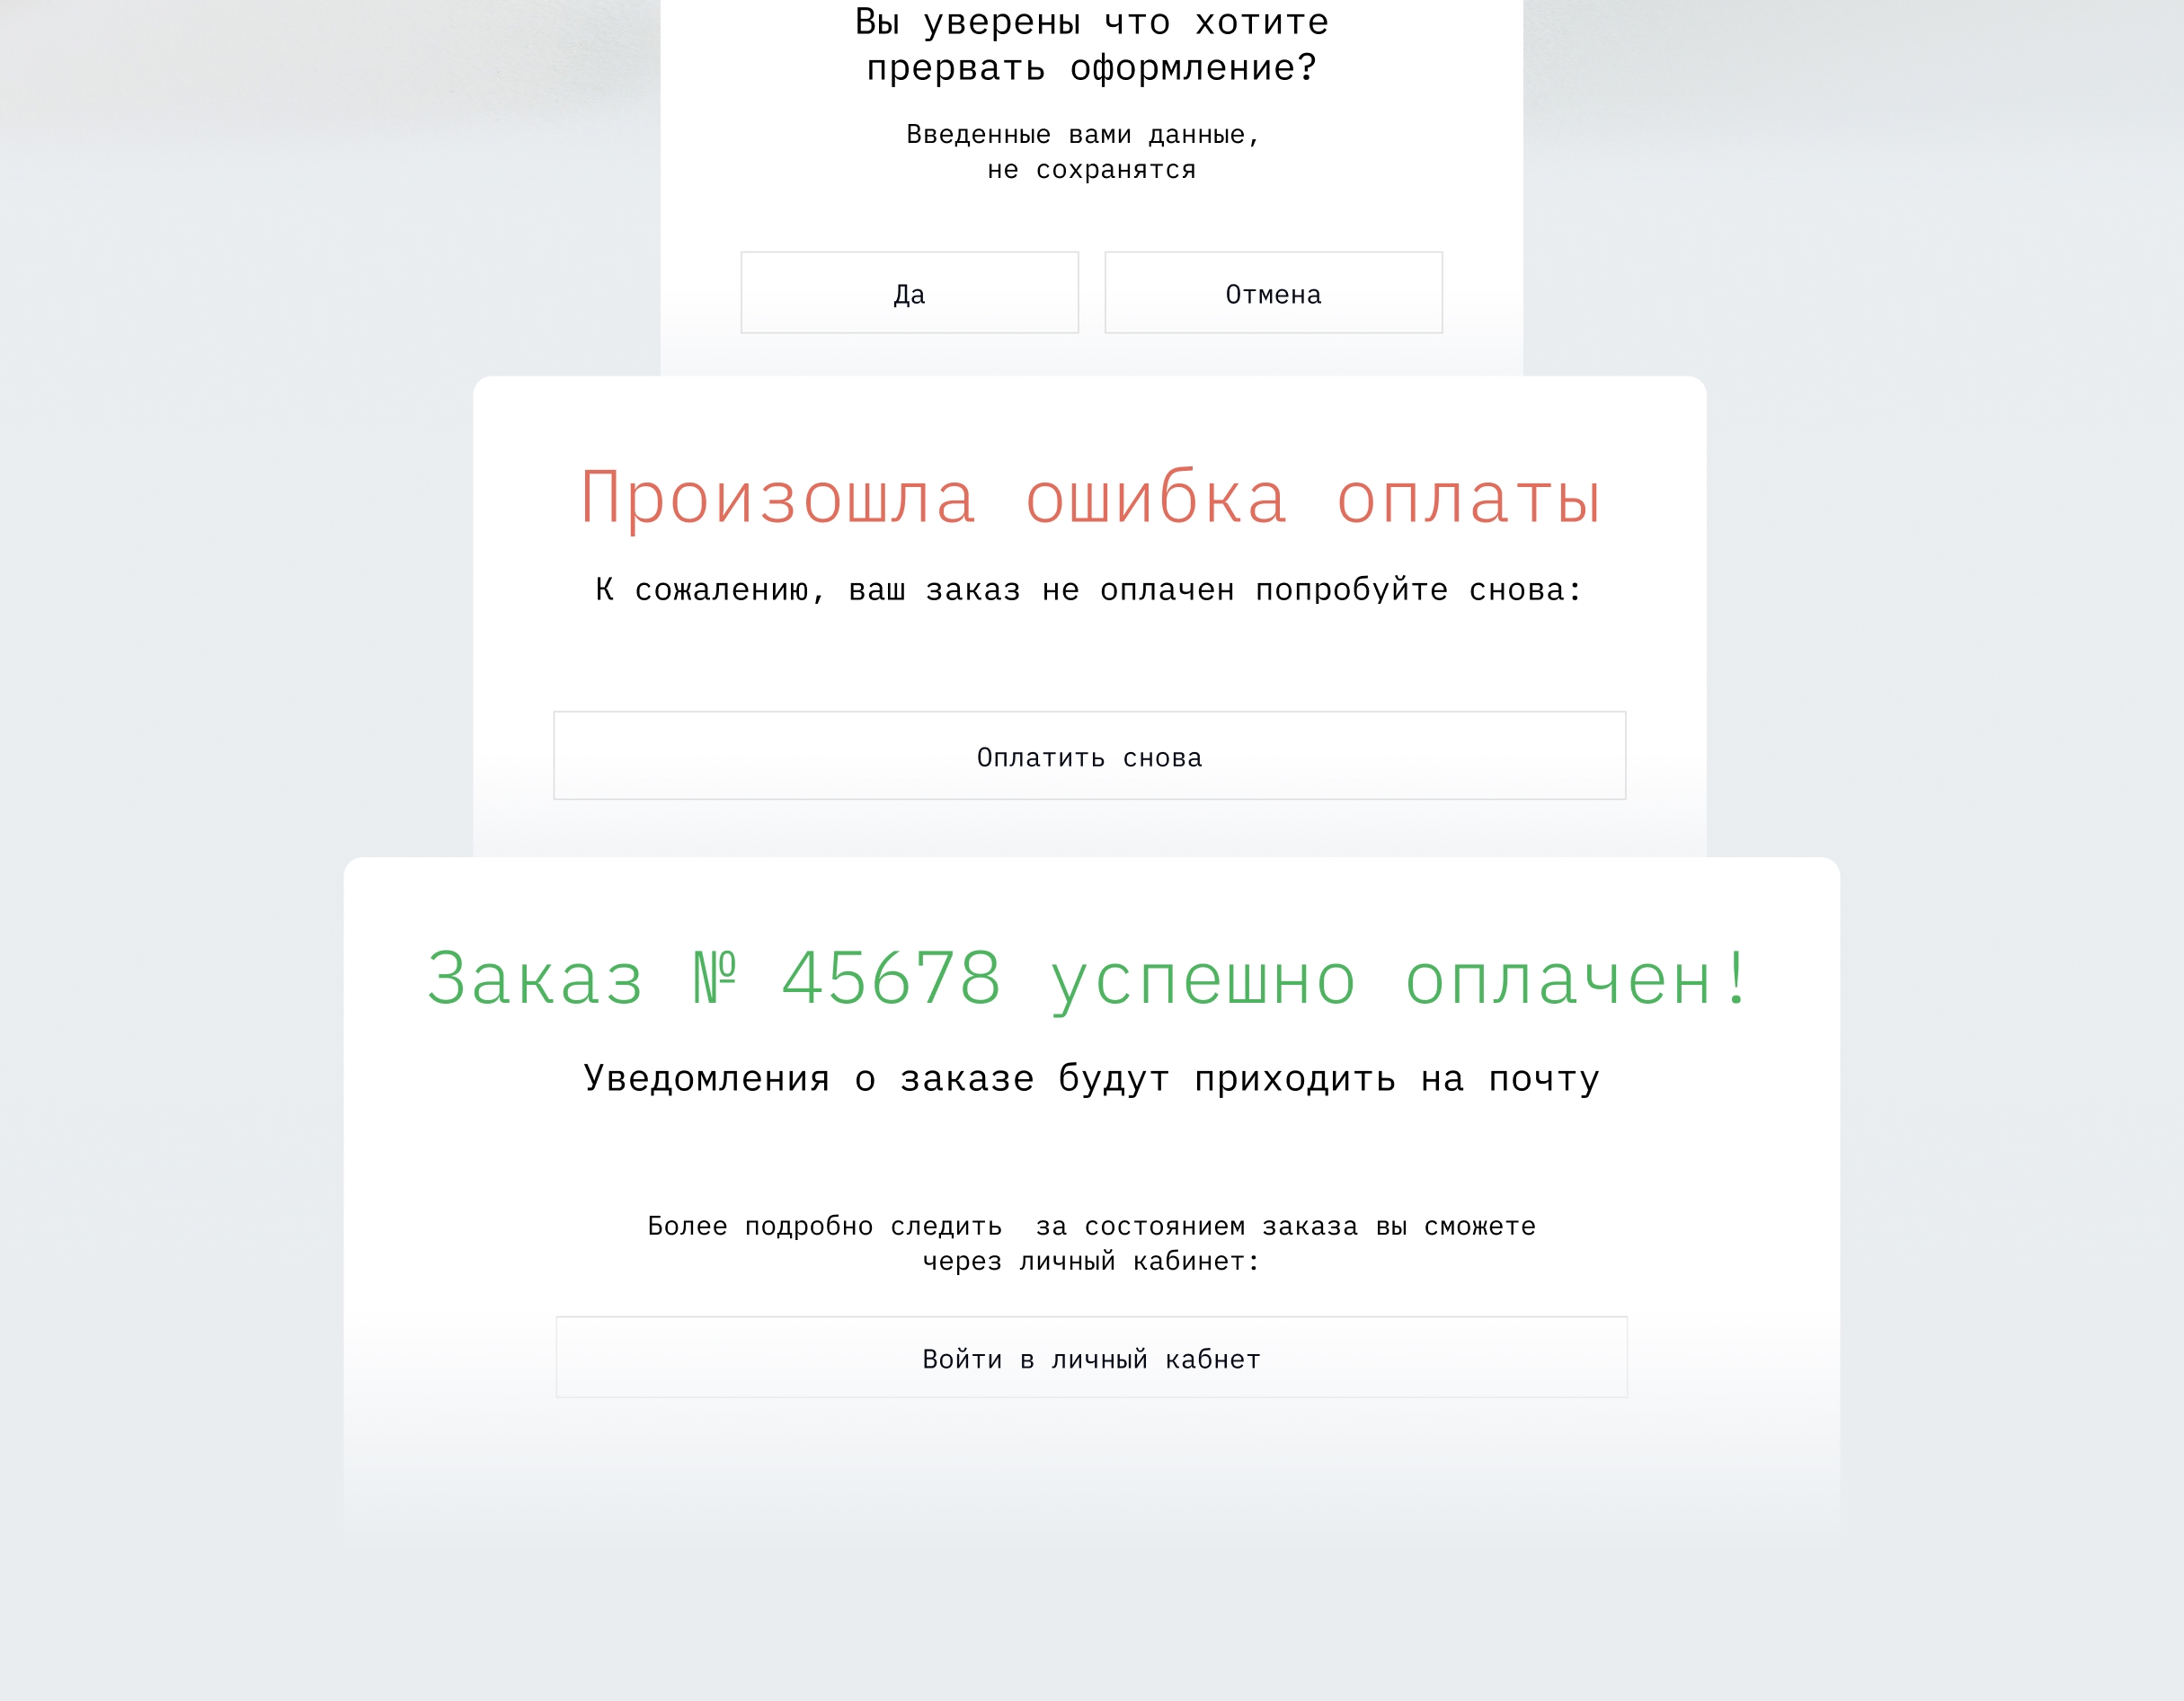 Вы уверены что хотите
прервать оформление?
Введенные вами данные,
не сохранятся
Да
Отмена
Произошла ошибка оплаты
К сожалению, ваш заказ не оплачен попробуйте снова:
Оплатить снова
Заказ № 45678 успешно оплачен!
Уведомления о заказе будут приходить на почту
Более подробно следить  за состоянием заказа вы сможете
через личный кабинет:
Войти в личный кабнет